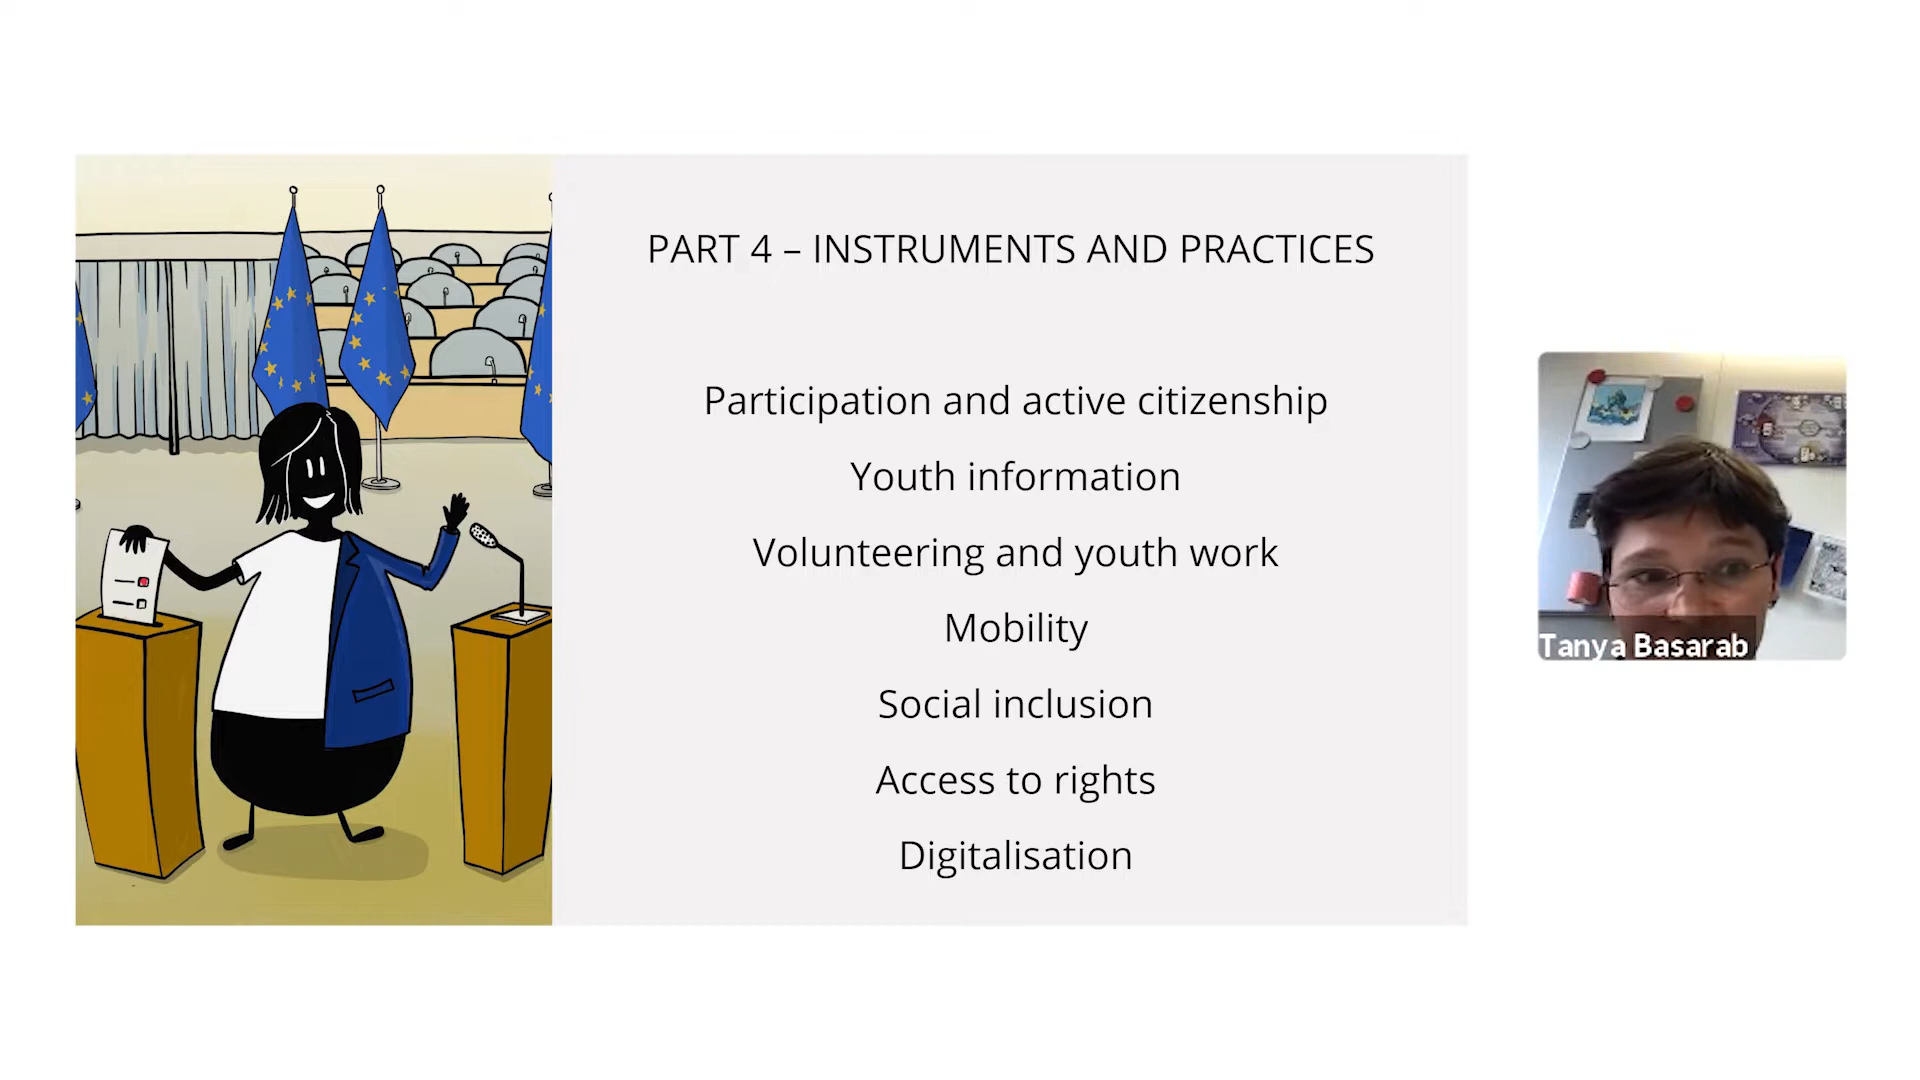 PART 4 – INSTRUMENTS AND PRACTICES
Participation and active citizenship
Youth information
Volunteering and youth work
Mobility
Social inclusion
Access to rights
Digitalisation
Tanya Basarab